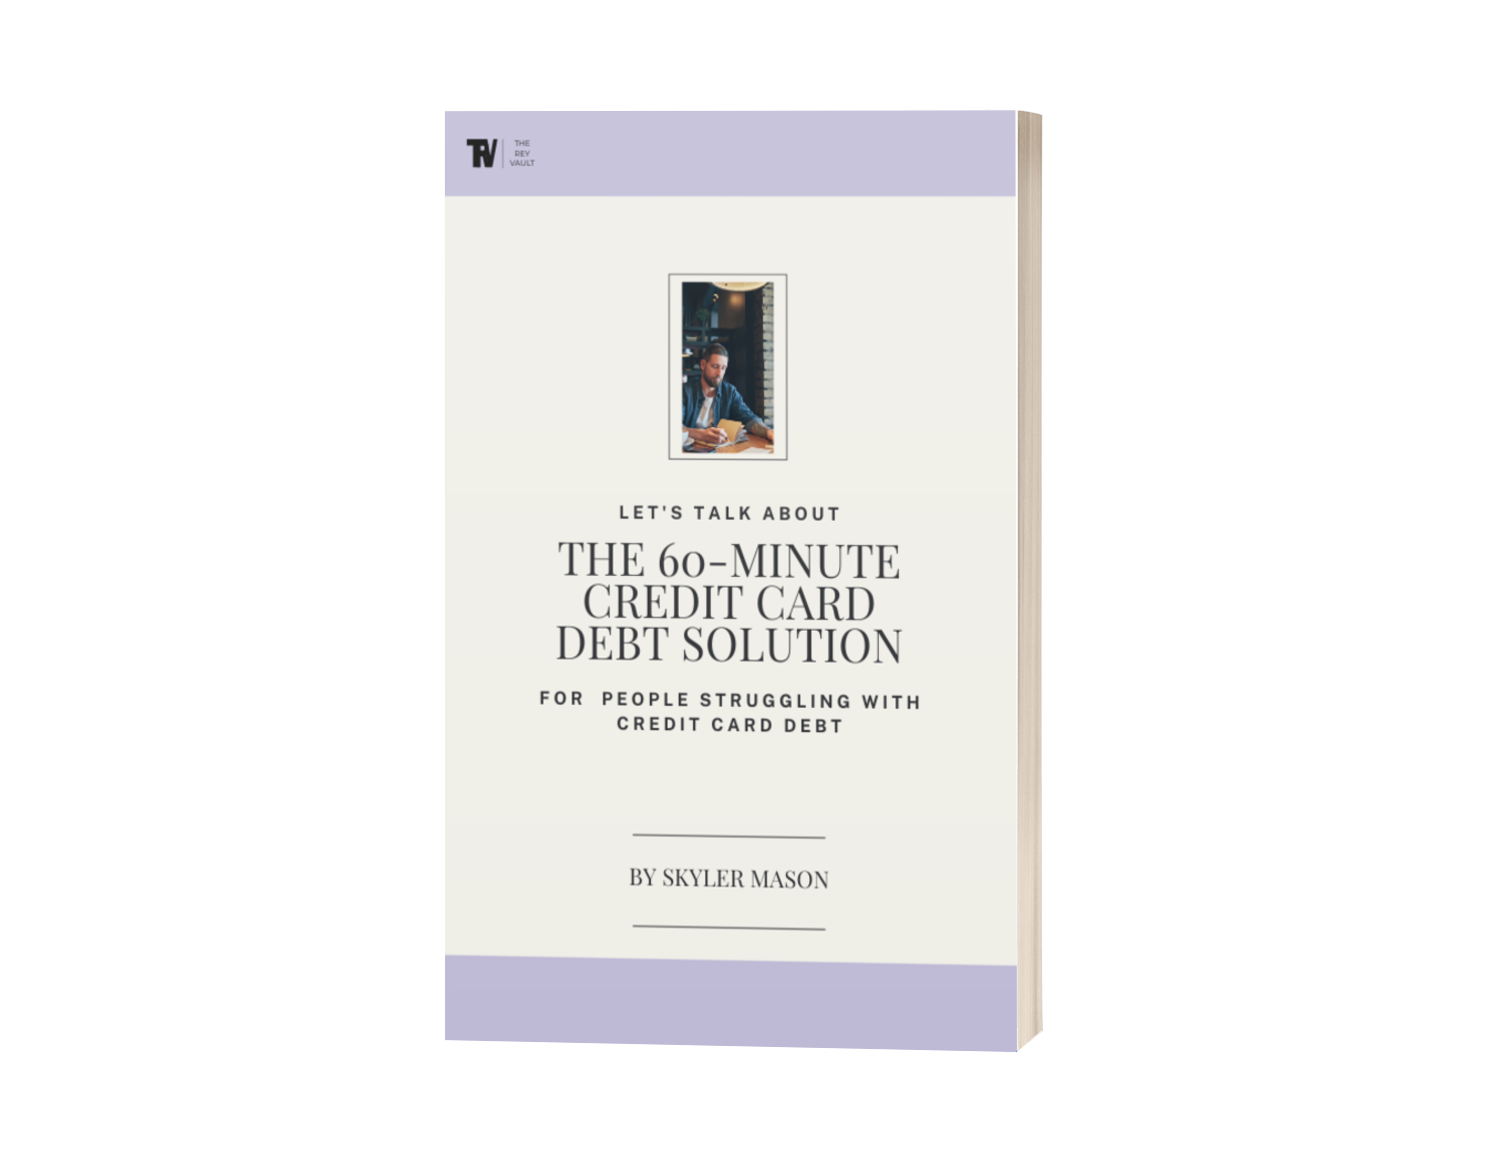 TRV
THE
REY
VAULT
LET'S TALK ABOUT
THE 60-MINUTE
CREDIT CARD
DEBT SOLUTION
FOR PEOPLE STRUGGLING WITH
CREDIT CARD DEBT
BY SKYLER MASON